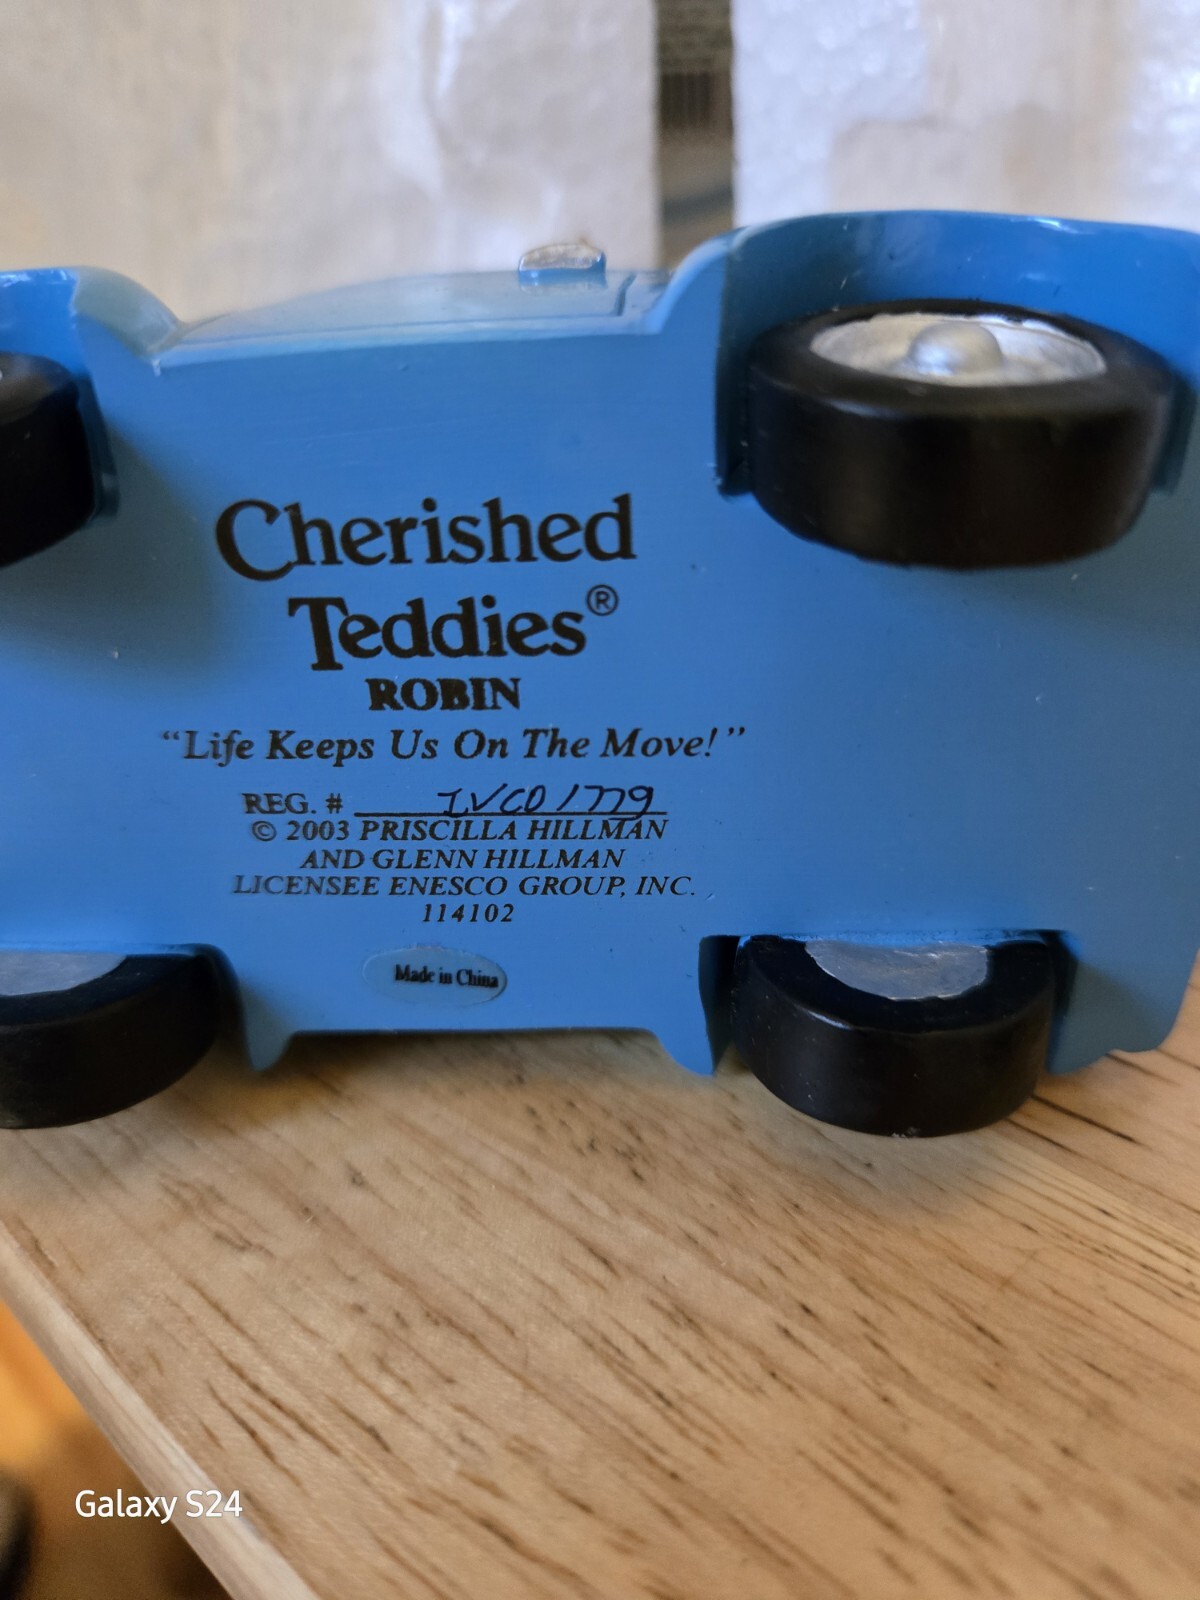 Cherished
Teddies®
ROBIN
"Life Keeps Us On The Move!"
REG. # IVC01779
© 2003 PRISCILLA HILLMAN
AND GLENN HILLMAN
LICENSEE ENESCO GROUP, INC.
114102
Made in China
Galaxy S24